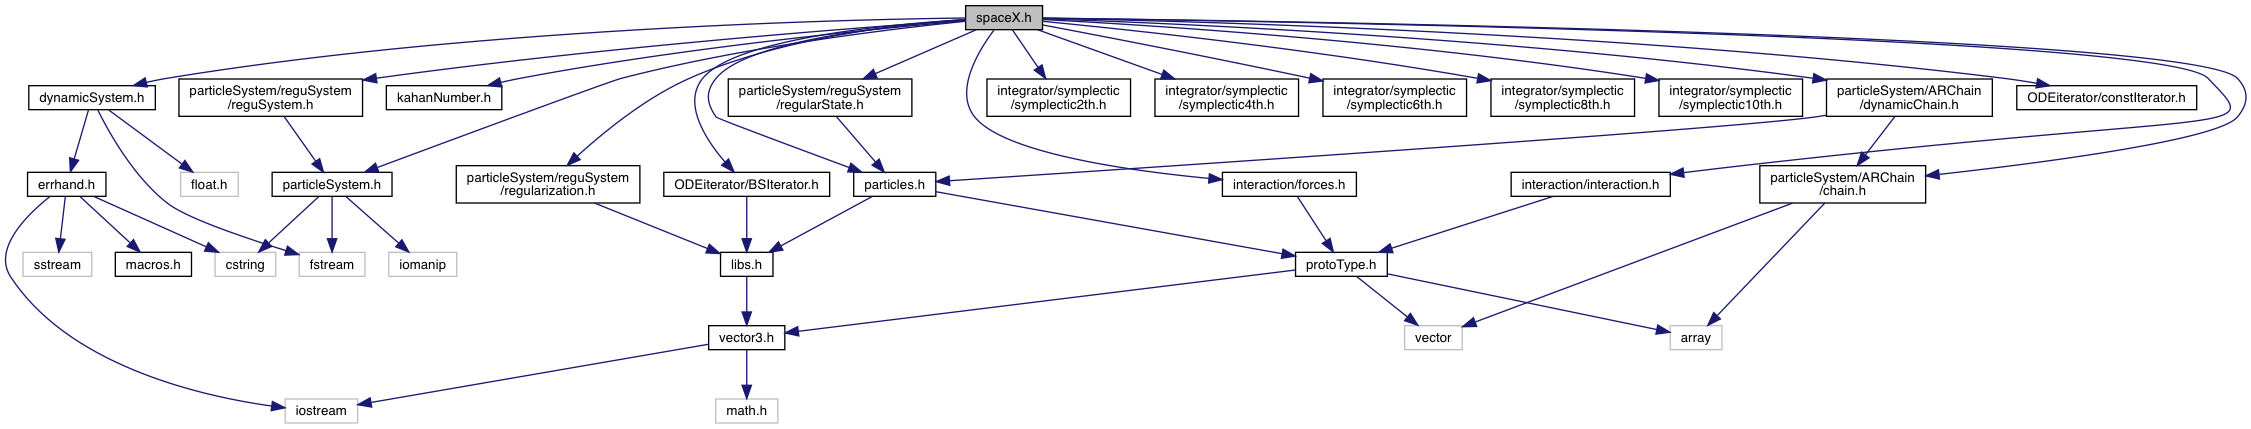 spaceX.h
dynamicSystem.h
particleSystem/reguSystem
/reguSystem.h
kahanNumber.h
particleSystem/reguSystem
/regularState.h
integrator/symplectic
/symplectic2th.h
integrator/symplectic
/symplectic4th.h
integrator/symplectic
/symplectic6th.h
integrator/symplectic
/symplectic8th.h
integrator/symplectic
/symplectic10th.h
particleSystem/ARChain
/dynamicChain.h
ODEiterator/constIterator.h
errhand.h
float.h
particleSystem.h
particleSystem/reguSystem
/regularization.h
ODEiterator/BSIterator.h
particles.h
interaction/forces.h
interaction/interaction.h
particleSystem/ARChain
/chain.h
sstream
macros.h
cstring
fstream
iomanip
libs.h
protoType.h
vector3.h
vector
array
iostream
math.h